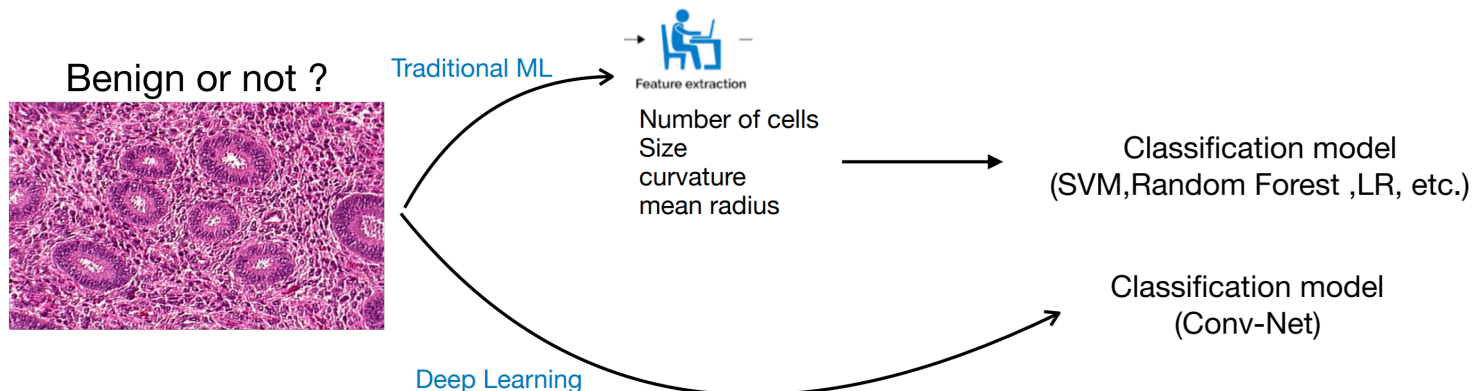 Benign or not ?
Traditional ML
Feature extraction
Number of cells
Size
curvature
mean radius
Classification model
(SVM,Random Forest ,LR, etc.)
Classification model
(Conv-Net)
Deep Learning